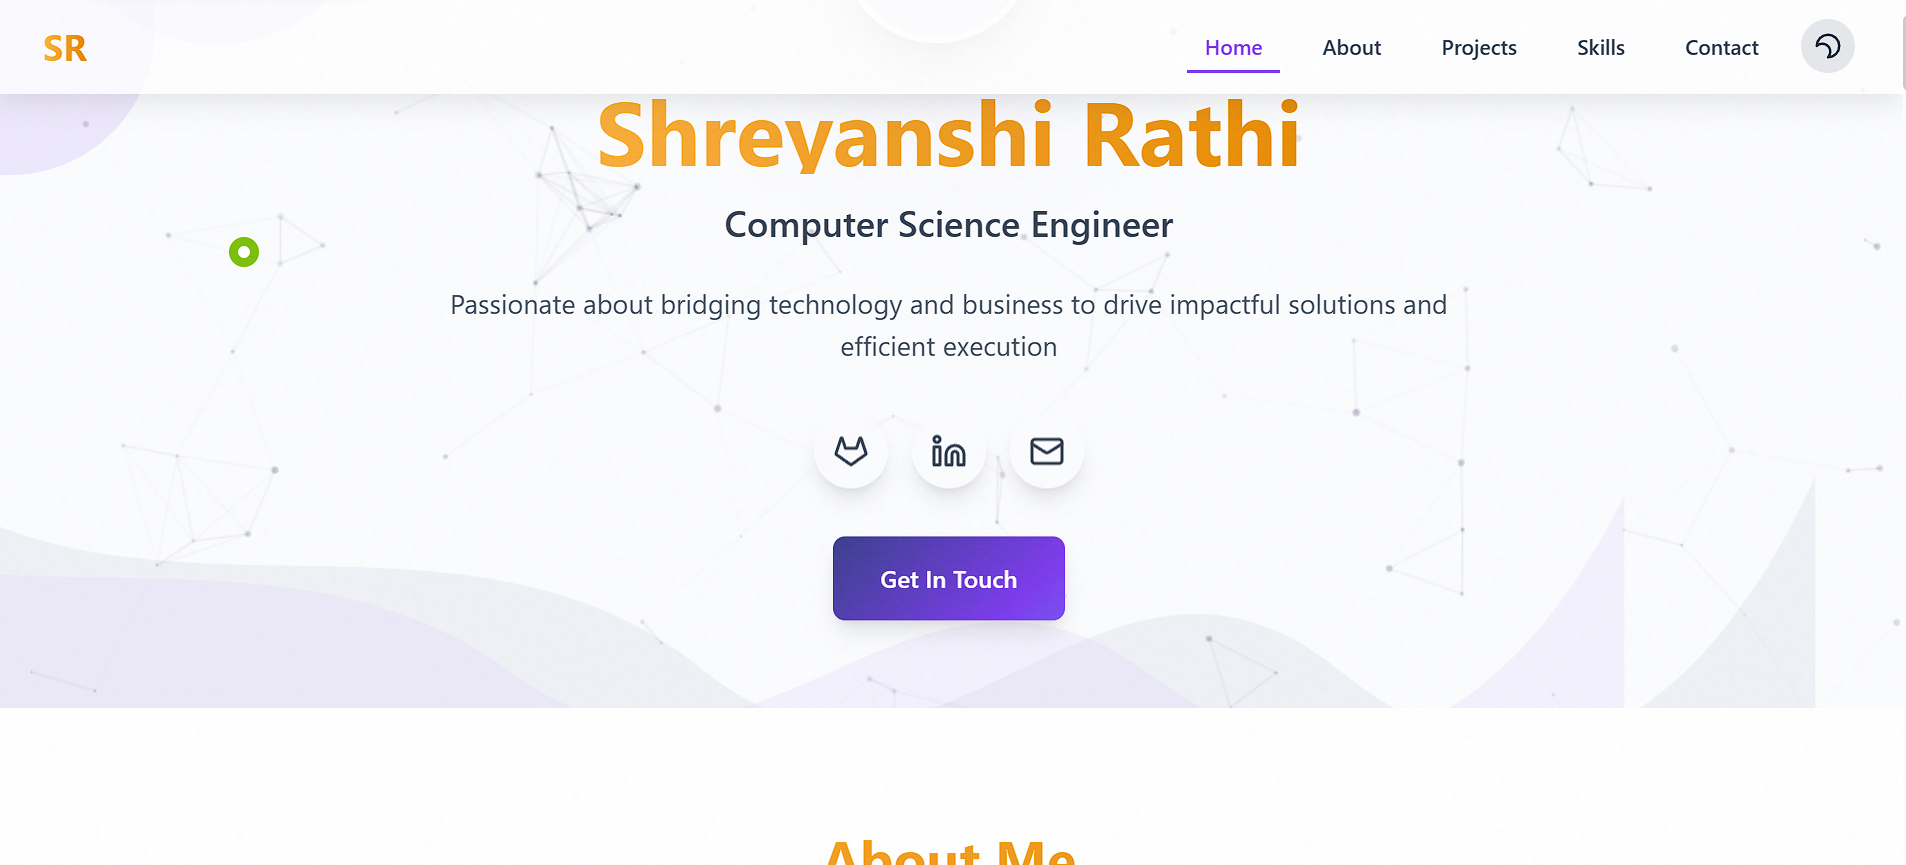 SR
Home
About
Projects
Skills
Contact
Shreyanshi Rathi
Computer Science Engineer
Passionate about bridging technology and business to drive impactful solutions and
efficient execution
Get In Touch
About Me